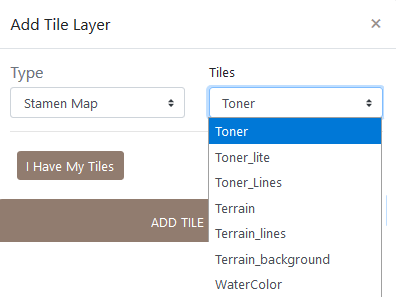 Add Tile Layer ×
Type
Tiles
Stamen Map
Toner
Toner
Toner_lite
Toner_Lines
Terrain
Terrain_lines
Terrain_background
WaterColor
I Have My Tiles
ADD TILE